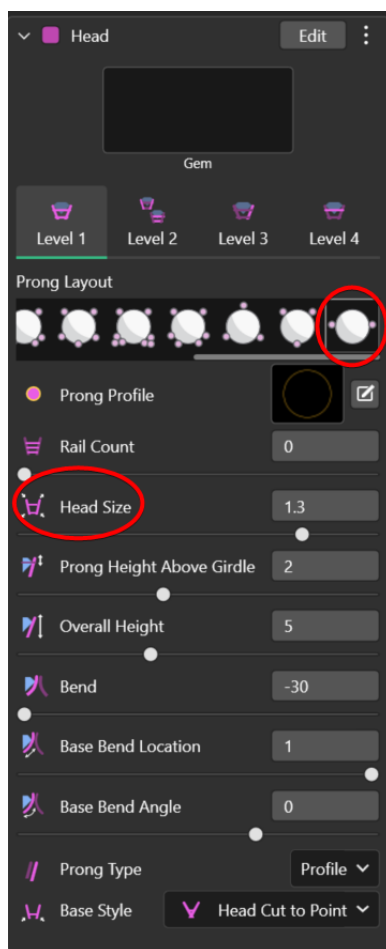 Head Edit
Gem
Level 1 Level 2 Level 3 Level 4
Prong Layout
Prong Profile
Rail Count 0
Head Size 1.3
Prong Height Above Girdle 2
Overall Height 5
Bend -30
Base Bend Location 1
Base Bend Angle 0
Prong Type Profile
Base Style Head Cut to Point